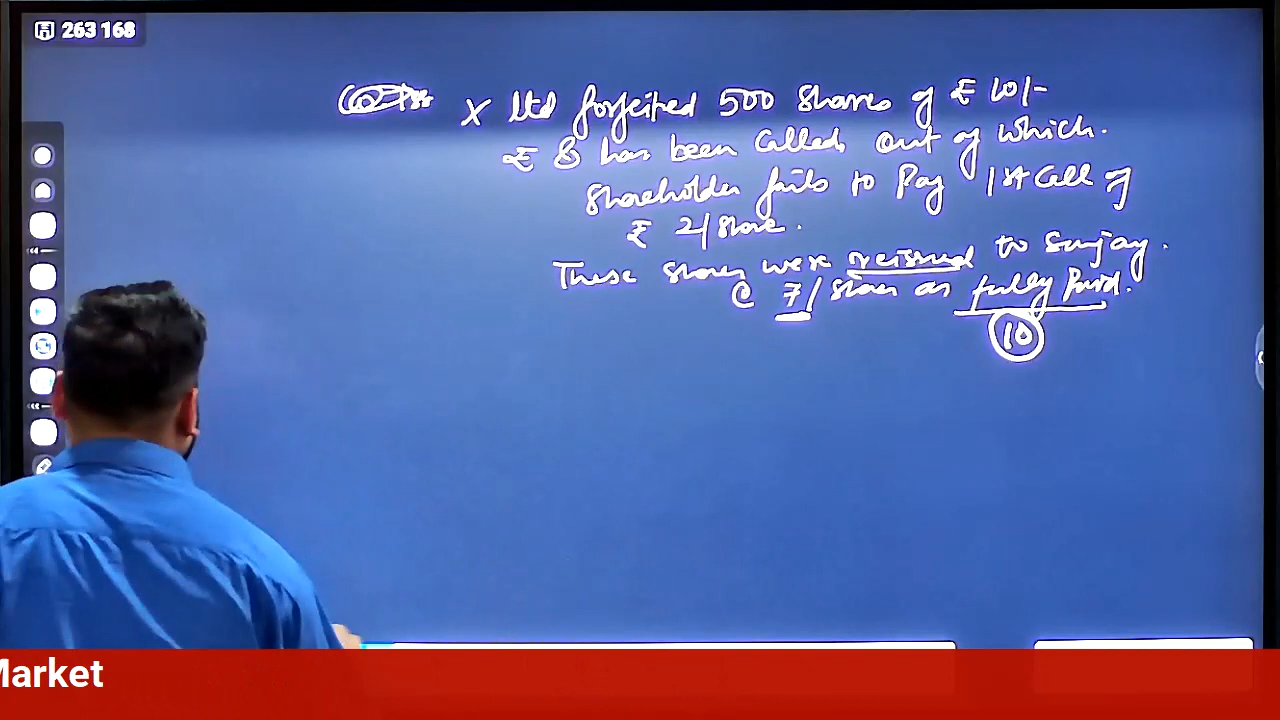 263 168
X Ltd forfeited 500 Shares of ₹ 10/-
₹ 8 has been Called, out of which.
Shareholder fails to Pay 1st Call of
₹ 2/Share.
These Shares were reissued to Sanjay.
@ 7/Share as fully Paid.
10
Market